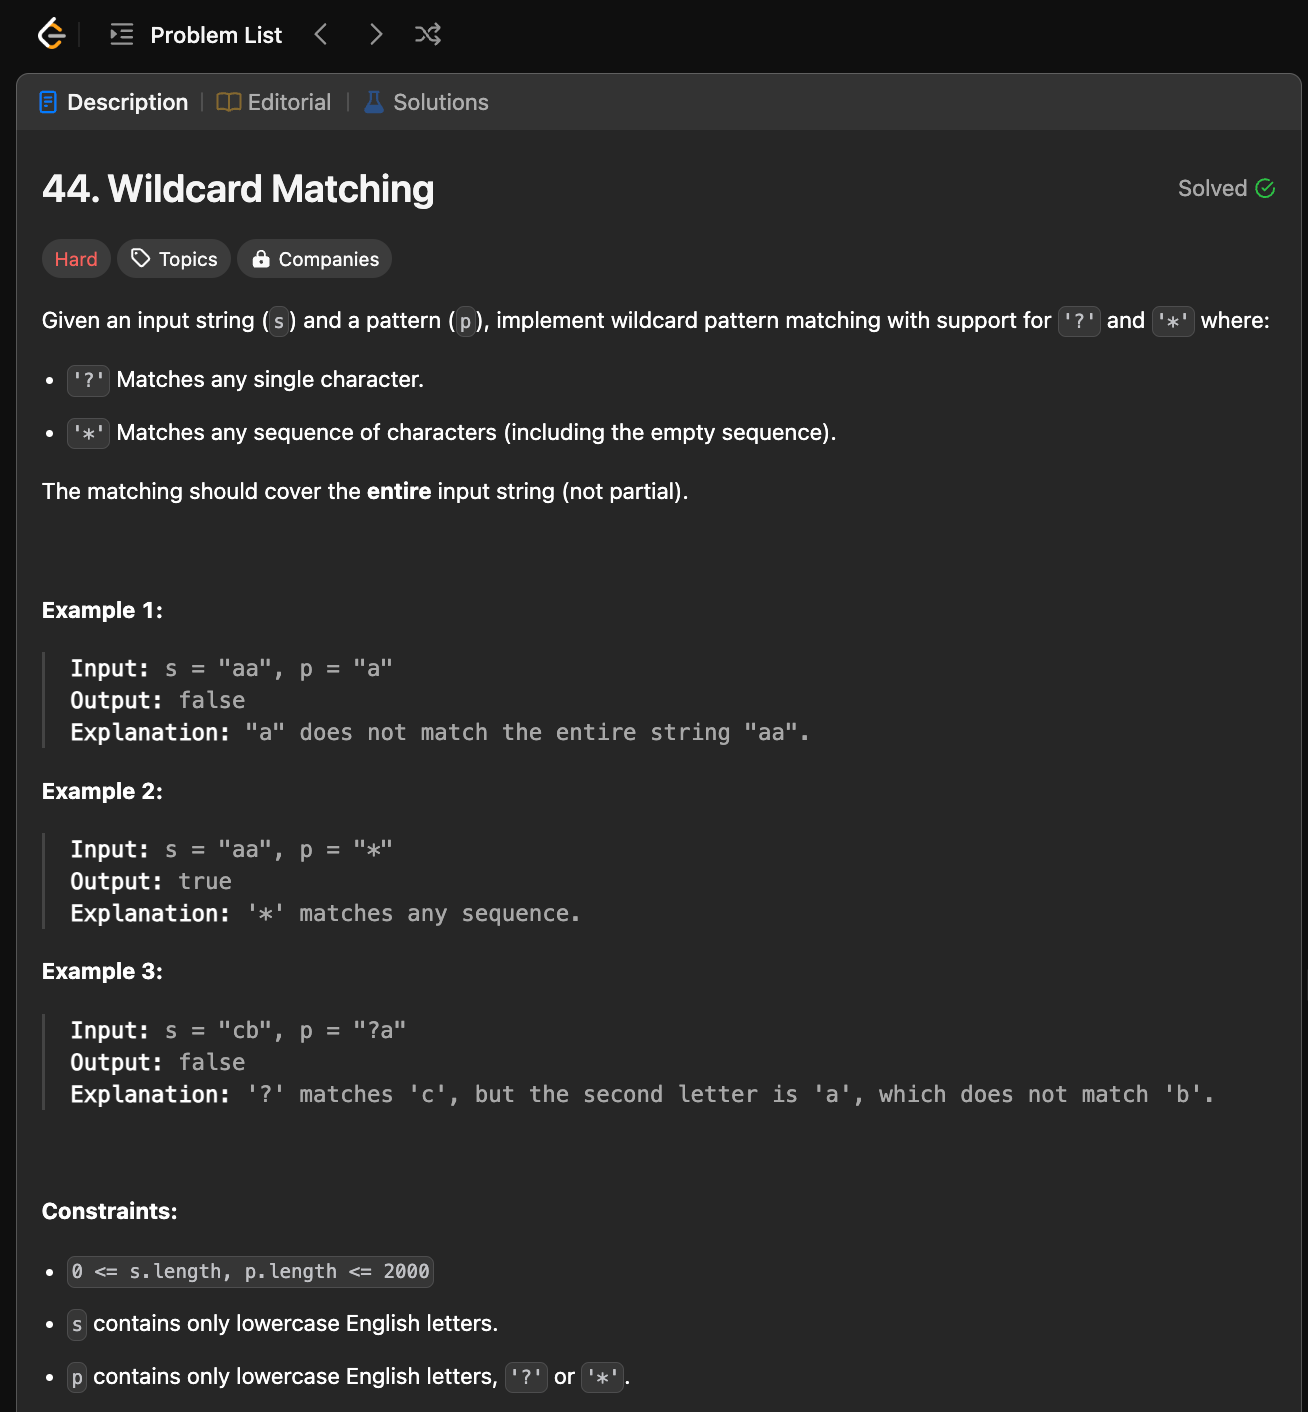 Problem List
Description | Editorial | Solutions
44. Wildcard Matching
Solved
Hard Topics Companies
Given an input string (s) and a pattern (p), implement wildcard pattern matching with support for '?' and '*' where:
• '?' Matches any single character.
• '*' Matches any sequence of characters (including the empty sequence).
The matching should cover the entire input string (not partial).
Example 1:
Input: s = "aa", p = "a"
Output: false
Explanation: "a" does not match the entire string "aa".
Example 2:
Input: s = "aa", p = "*"
Output: true
Explanation: '*' matches any sequence.
Example 3:
Input: s = "cb", p = "?a"
Output: false
Explanation: '?' matches 'c', but the second letter is 'a', which does not match 'b'.
Constraints:
• 0 <= s.length, p.length <= 2000
• s contains only lowercase English letters.
• p contains only lowercase English letters, '?' or '*'.